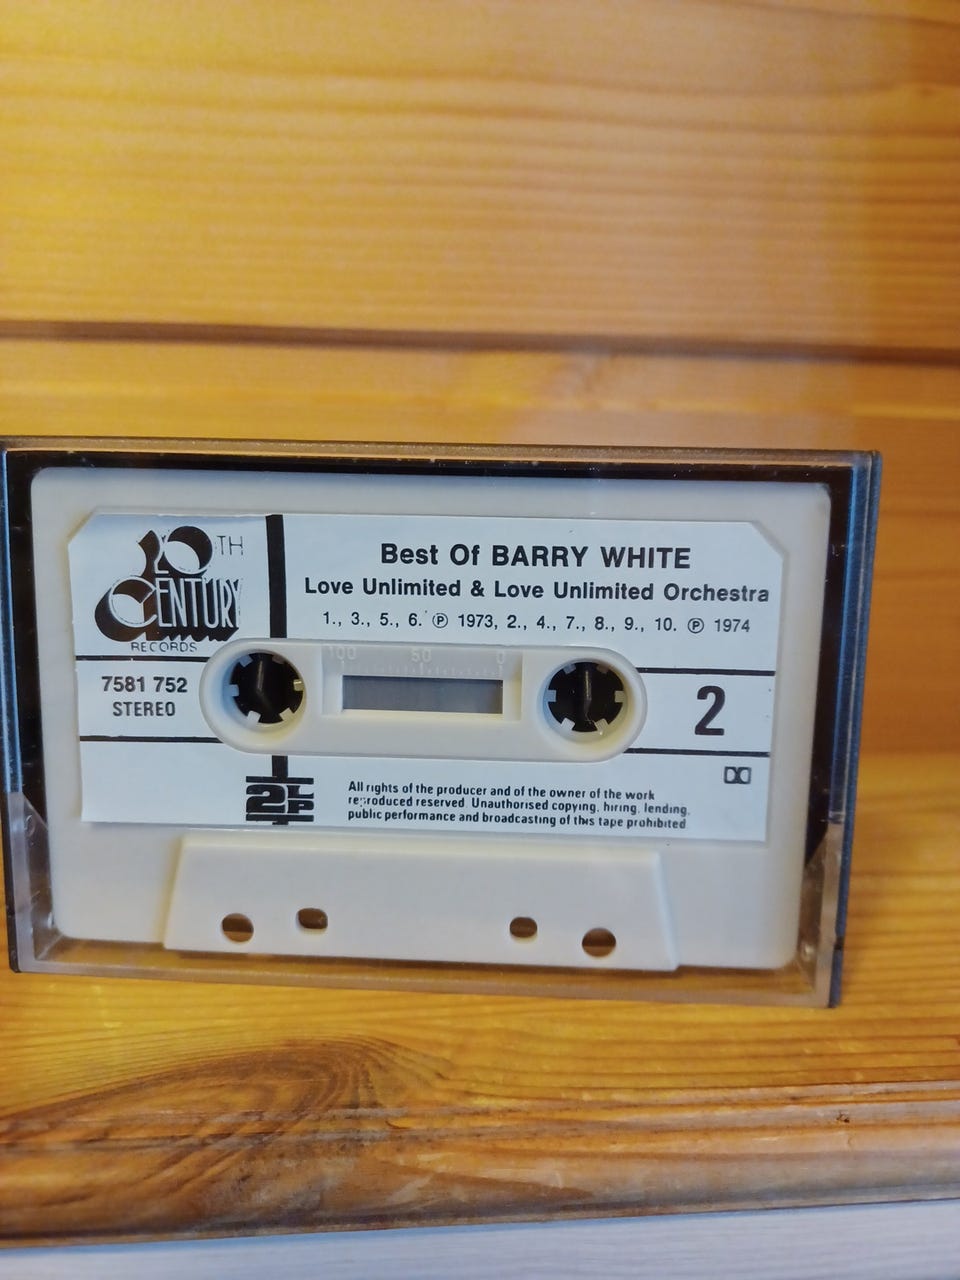 20TH
CENTURY
RECORDS
Best Of BARRY WHITE
Love Unlimited & Love Unlimited Orchestra
1., 3., 5., 6. ℗ 1973, 2., 4., 7., 8., 9., 10. ℗ 1974
100 50 0
7581 752
STEREO
2
2LP
All rights of the producer and of the owner of the work
reproduced reserved. Unauthorised copying, hiring, lending,
public performance and broadcasting of this tape prohibited